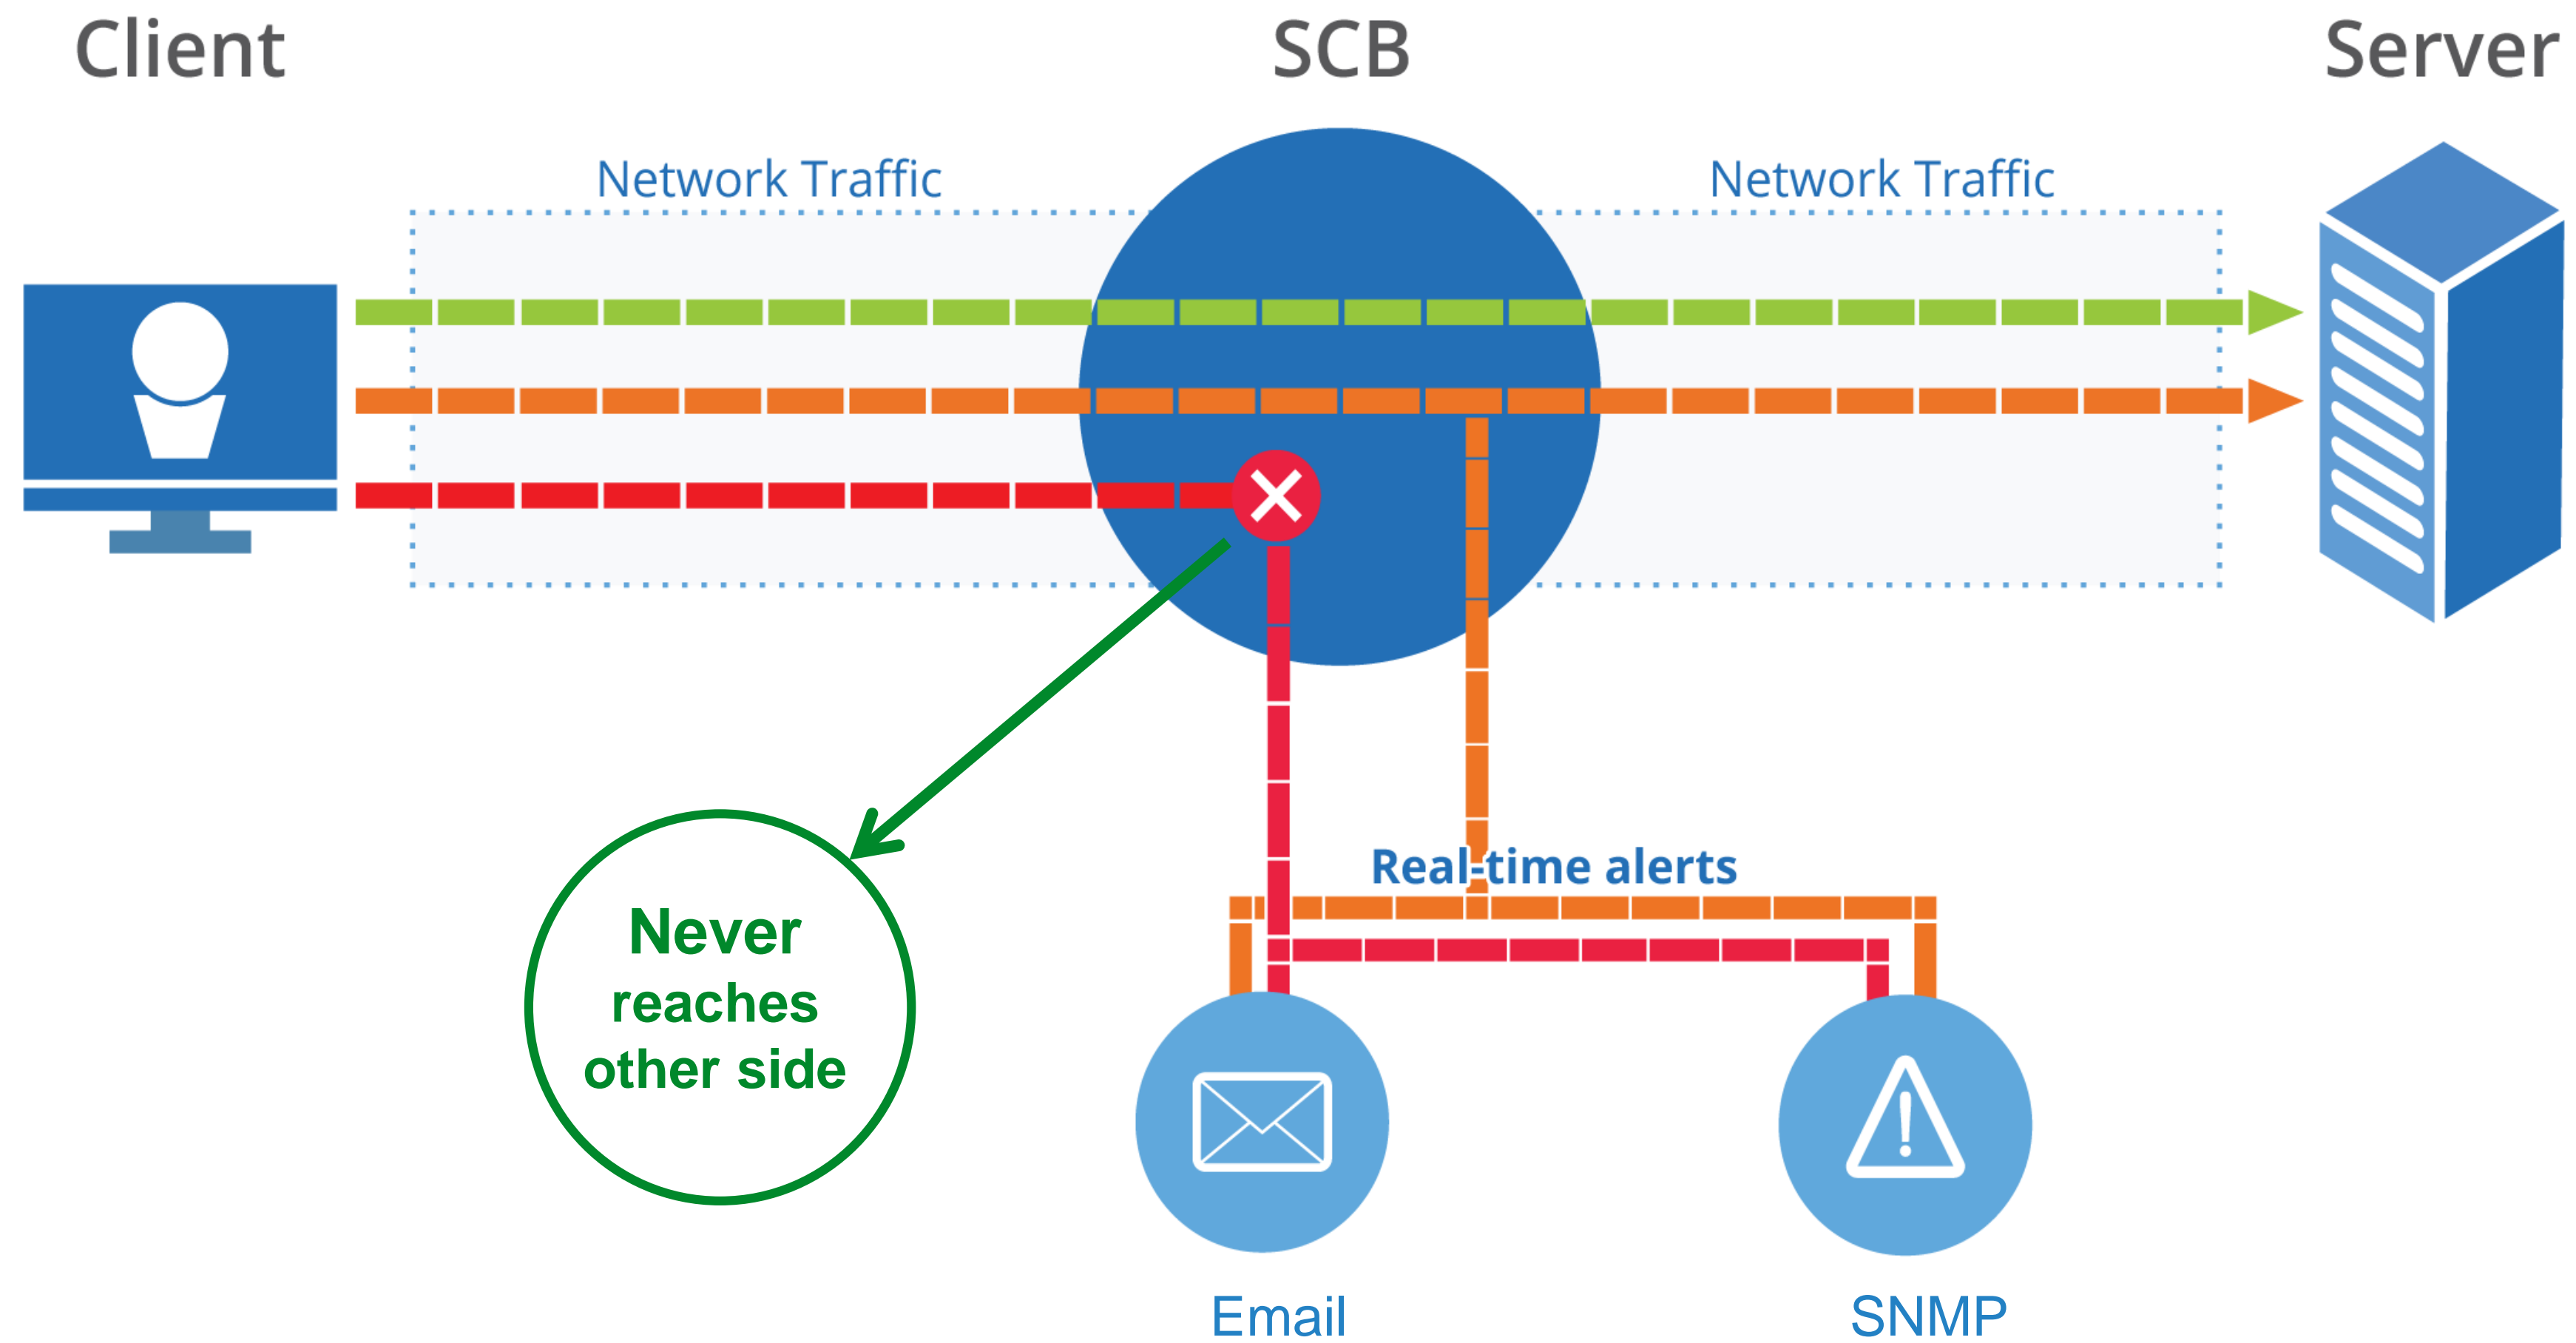 Client
SCB
Server
Network Traffic
Network Traffic
Real-time alerts
Never
reaches
other side
Email
SNMP